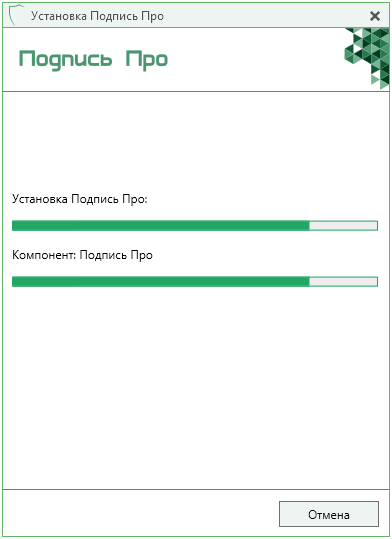 Установка Подпись Про
Подпись Про
Установка Подпись Про:
Компонент: Подпись Про
Отмена